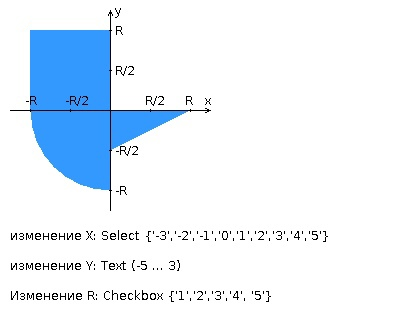 y
R
R/2
-R -R/2 R/2 R x
-R/2
-R
изменение X: Select {'-3','-2','-1','0','1','2','3','4','5'}
изменение Y: Text (-5 ... 3)
Изменение R: Checkbox {'1','2','3','4', '5'}